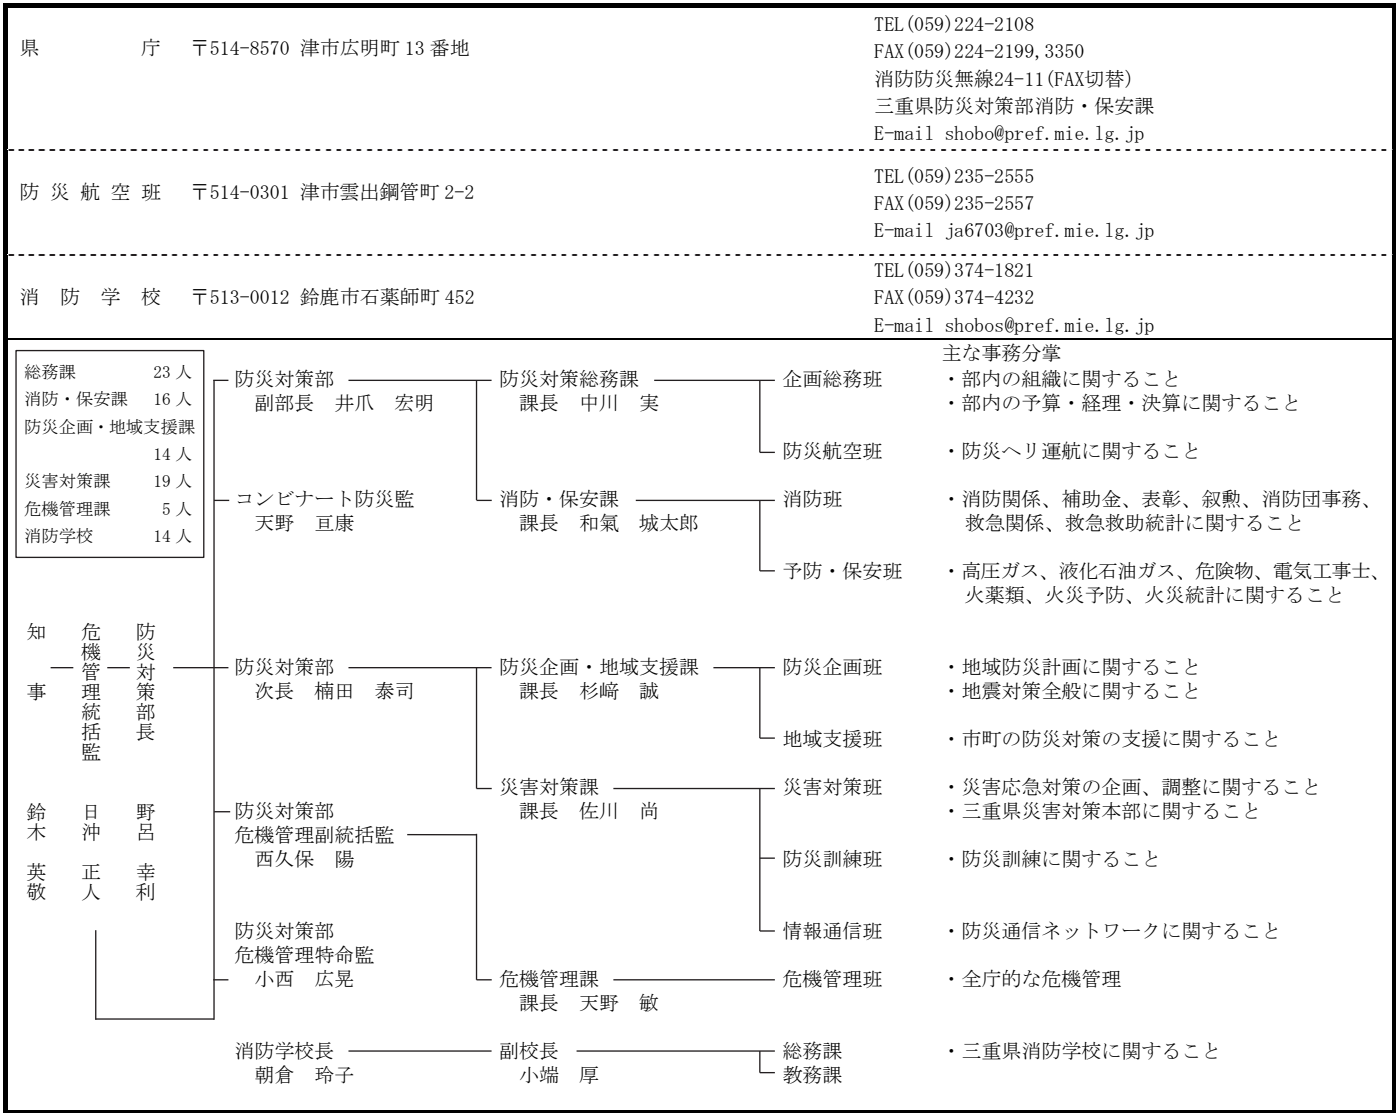 県　　　　　庁　〒514-8570 津市広明町 13 番地
TEL(059)224-2108
FAX(059)224-2199,3350
消防防災無線24-11(FAX切替)
三重県防災対策部消防・保安課
E-mail shobo@pref.mie.lg.jp
防 災 航 空 班　〒514-0301 津市雲出鋼管町 2-2
TEL(059)235-2555
FAX(059)235-2557
E-mail ja6703@pref.mie.lg.jp
消　防　学　校　〒513-0012 鈴鹿市石薬師町 452
TEL(059)374-1821
FAX(059)374-4232
E-mail shobos@pref.mie.lg.jp
総務課　23 人
消防・保安課　16 人
防災企画・地域支援課
14 人
災害対策課　19 人
危機管理課　5 人
消防学校　14 人
知　事　鈴木　英敬
危機管理統括監　日沖　正人
防災対策部長　野呂　幸利
主な事務分掌
防災対策部　防災対策総務課　企画総務班　・部内の組織に関すること
副部長　井爪　宏明　課長　中川　実　・部内の予算・経理・決算に関すること
防災航空班　・防災ヘリ運航に関すること
コンビナート防災監　消防・保安課　消防班　・消防関係、補助金、表彰、叙勲、消防団事務、
天野　亘康　課長　和氣　城太郎　救急関係、救急救助統計に関すること
予防・保安班　・高圧ガス、液化石油ガス、危険物、電気工事士、
火薬類、火災予防、火災統計に関すること
防災対策部　防災企画・地域支援課　防災企画班　・地域防災計画に関すること
次長　楠田　泰司　課長　杉﨑　誠　・地震対策全般に関すること
地域支援班　・市町の防災対策の支援に関すること
災害対策課　災害対策班　・災害応急対策の企画、調整に関すること
防災対策部　課長　佐川　尚　・三重県災害対策本部に関すること
危機管理副統括監
西久保　陽　防災訓練班　・防災訓練に関すること
防災対策部　情報通信班　・防災通信ネットワークに関すること
危機管理特命監
小西　広晃　危機管理課　危機管理班　・全庁的な危機管理
課長　天野　敏
消防学校長　副校長　総務課　・三重県消防学校に関すること
朝倉　玲子　小端　厚　教務課